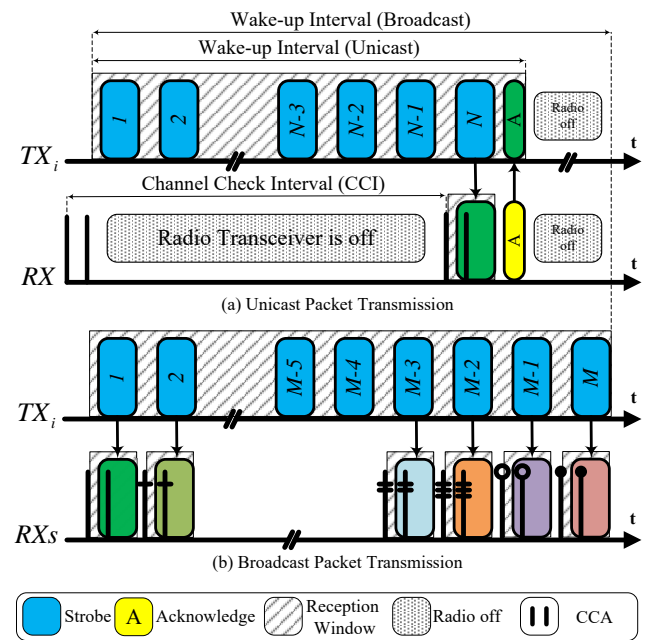 Wake-up Interval (Broadcast)
Wake-up Interval (Unicast)
1 2 N-3 N-2 N-1 N A Radio off
TX i t
Channel Check Interval (CCI)
Radio Transceiver is off A Radio off
RX t
(a) Unicast Packet Transmission
1 2 M-5 M-4 M-3 M-2 M-1 M
TX i t
RXs t
(b) Broadcast Packet Transmission
Strobe A Acknowledge Reception Window Radio off CCA